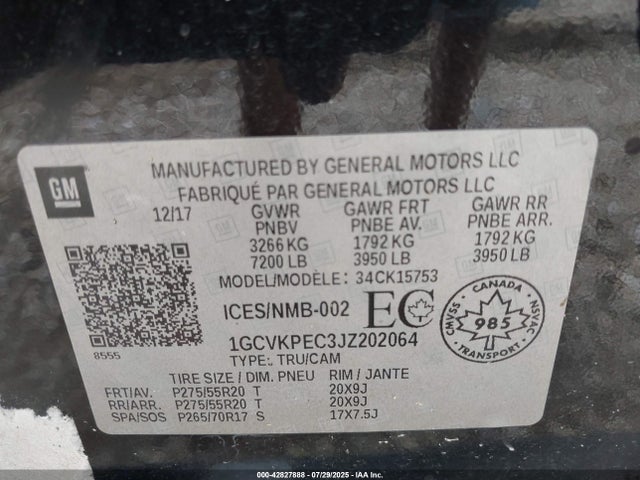 MANUFACTURED BY GENERAL MOTORS LLC
FABRIQUÉ PAR GENERAL MOTORS LLC
GM
12/17 GVWR GAWR FRT GAWR RR
PNBV PNBE AV. PNBE ARR.
3266 KG 1792 KG 1792 KG
7200 LB 3950 LB 3950 LB
MODEL/MODÈLE: 34CK15753
ICES/NMB-002 EC
CANADA
CMVSS 985 NSVAC
TRANSPORT
8555
1GCVKPEC3JZ202064
TYPE: TRU/CAM
TIRE SIZE / DIM. PNEU RIM / JANTE
FRT/AV. P275/55R20 T 20X9J
RR/ARR. P275/55R20 T 20X9J
SPA/SOS P265/70R17 S 17X7.5J
000-42827888 - 07/29/2025 - IAAI.COM